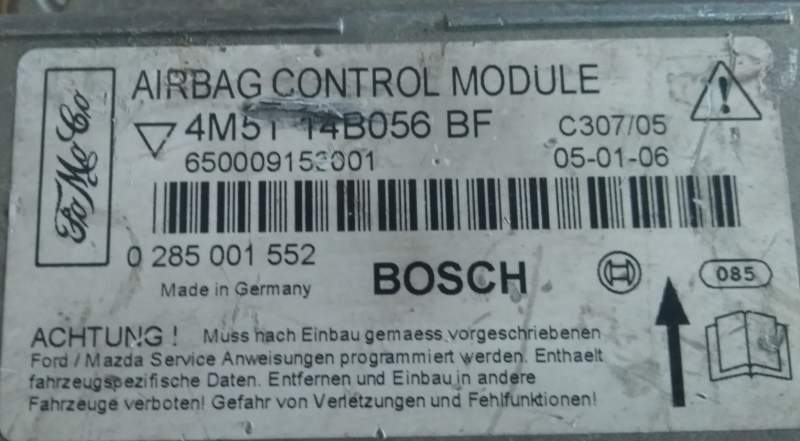 FoMoCo
AIRBAG CONTROL MODULE
4M5T 14B056 BF
C307/05
650009153001
05-01-06
0 285 001 552
Made in Germany
BOSCH
085
ACHTUNG ! Muss nach Einbau gemaess vorgeschriebenen
Ford / Mazda Service Anweisungen programmiert werden. Enthaelt
fahrzeugspezifische Daten. Entfernen und Einbau in andere
Fahrzeuge verboten! Gefahr von Verletzungen und Fehlfunktionen!